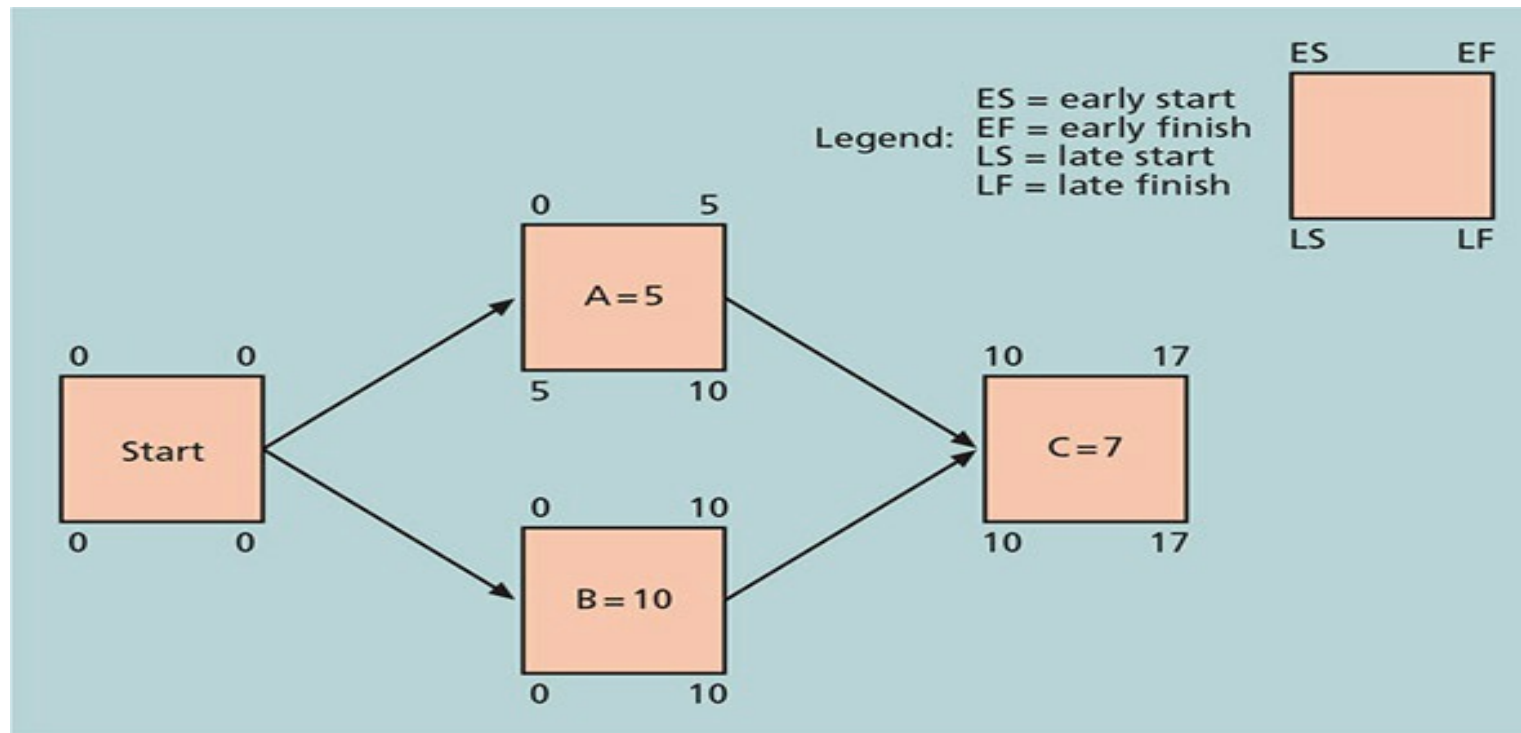 ES EF
Legend:
ES = early start
EF = early finish
LS = late start
LF = late finish
LS LF
0 5
A = 5
5 10
0 0
Start
0 0
10 17
C = 7
10 17
0 10
B = 10
0 10